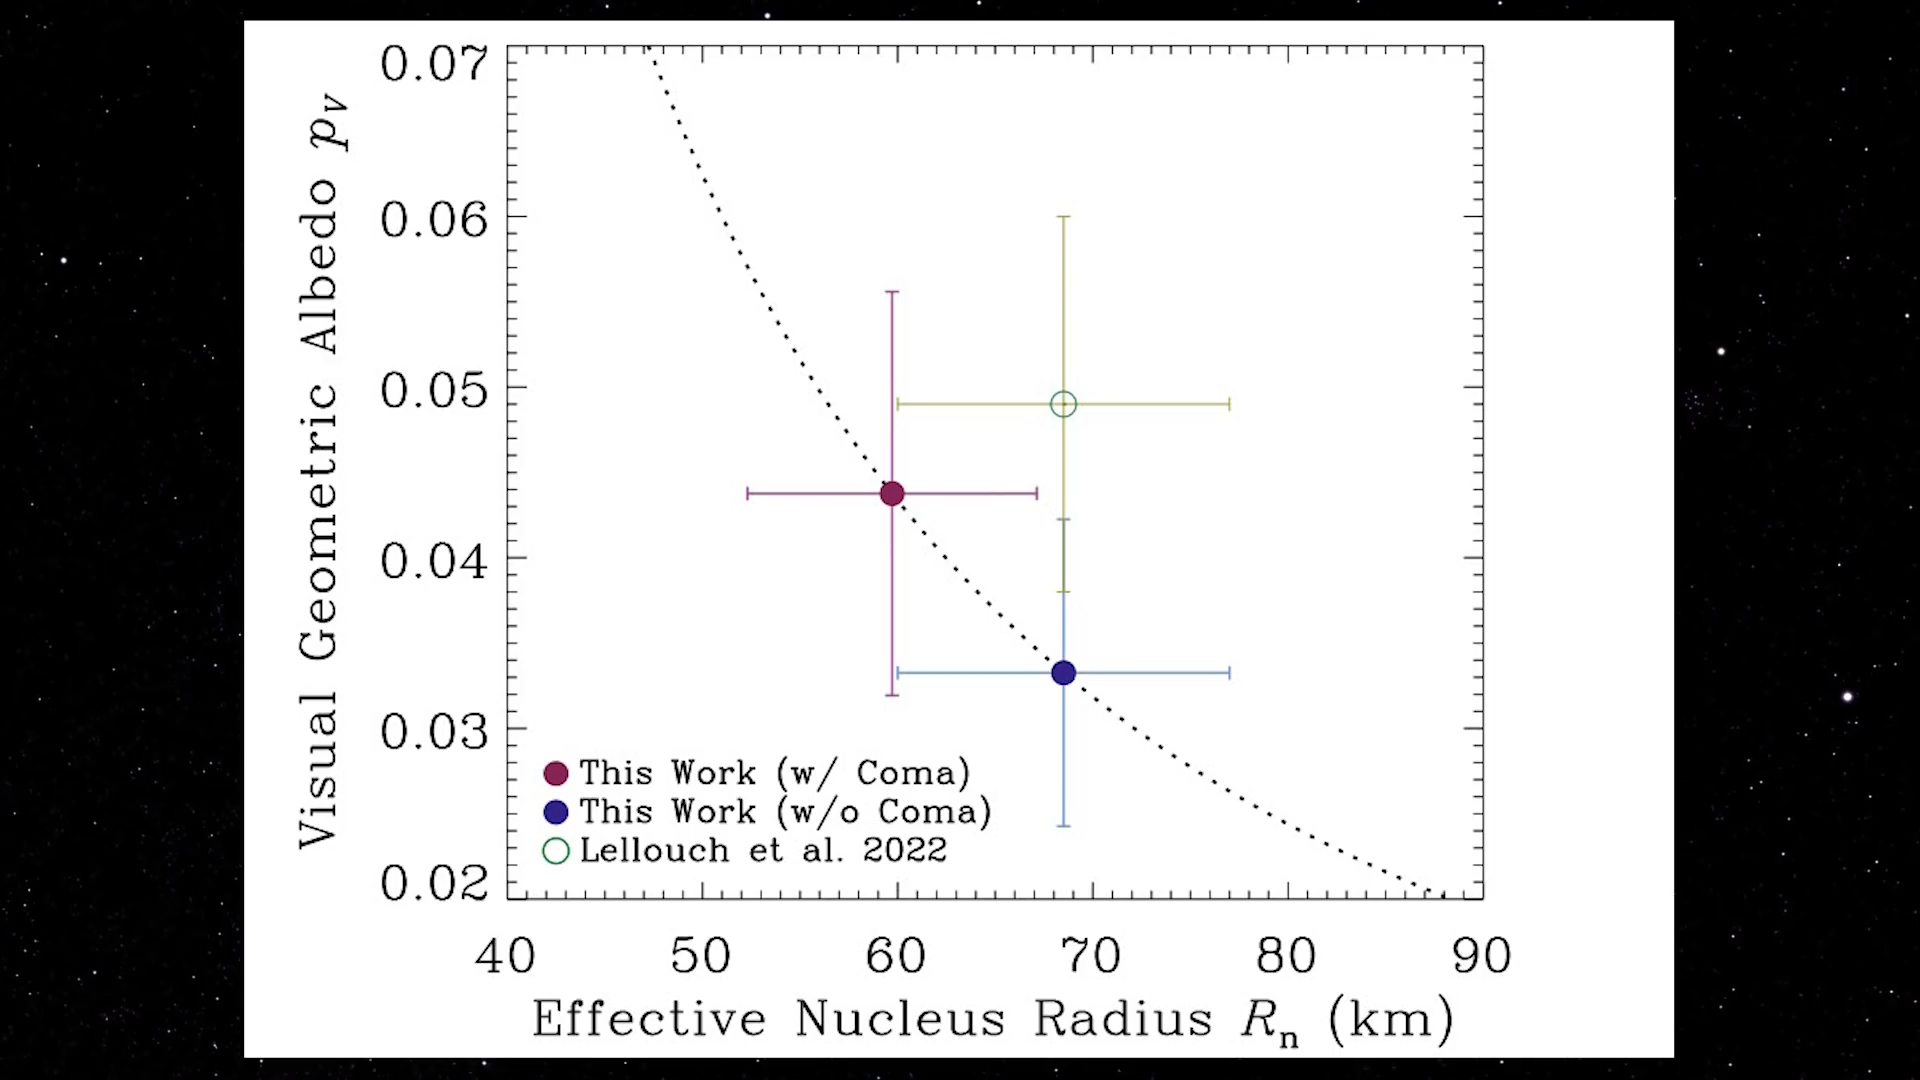 0.07
0.06
0.05
0.04
0.03
0.02
Visual Geometric Albedo pV
This Work (w/ Coma)
This Work (w/o Coma)
Lellouch et al. 2022
40 50 60 70 80 90
Effective Nucleus Radius Rn (km)